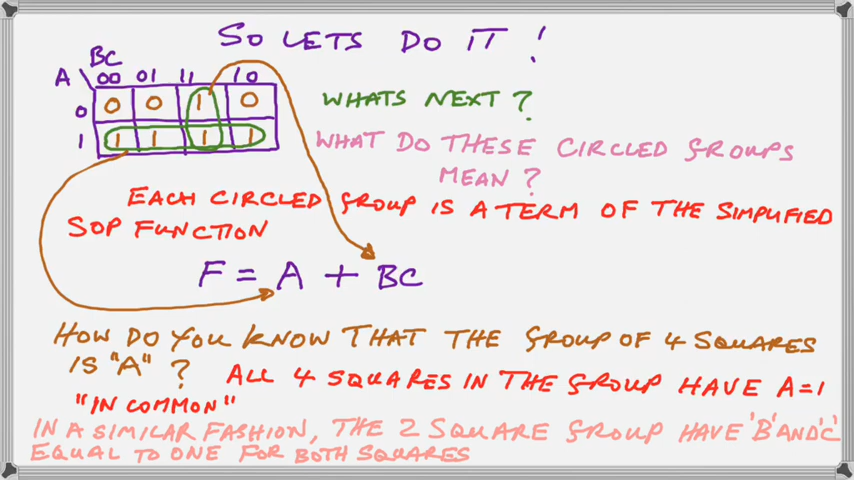 SO LETS DO IT !
BC
A \ 00 01 11 10
0 0 0 1 0
1 1 1 1 1
WHATS NEXT ?
WHAT DO THESE CIRCLED GROUPS
MEAN ?
EACH CIRCLED GROUP IS A TERM OF THE SIMPLIFIED
SOP FUNCTION
F = A + BC
HOW DO YOU KNOW THAT THE GROUP OF 4 SQUARES
IS "A" ?
ALL 4 SQUARES IN THE GROUP HAVE A=1
"IN COMMON"
IN A SIMILAR FASHION, THE 2 SQUARE GROUP HAVE 'B' AND 'C'
EQUAL TO ONE FOR BOTH SQUARES